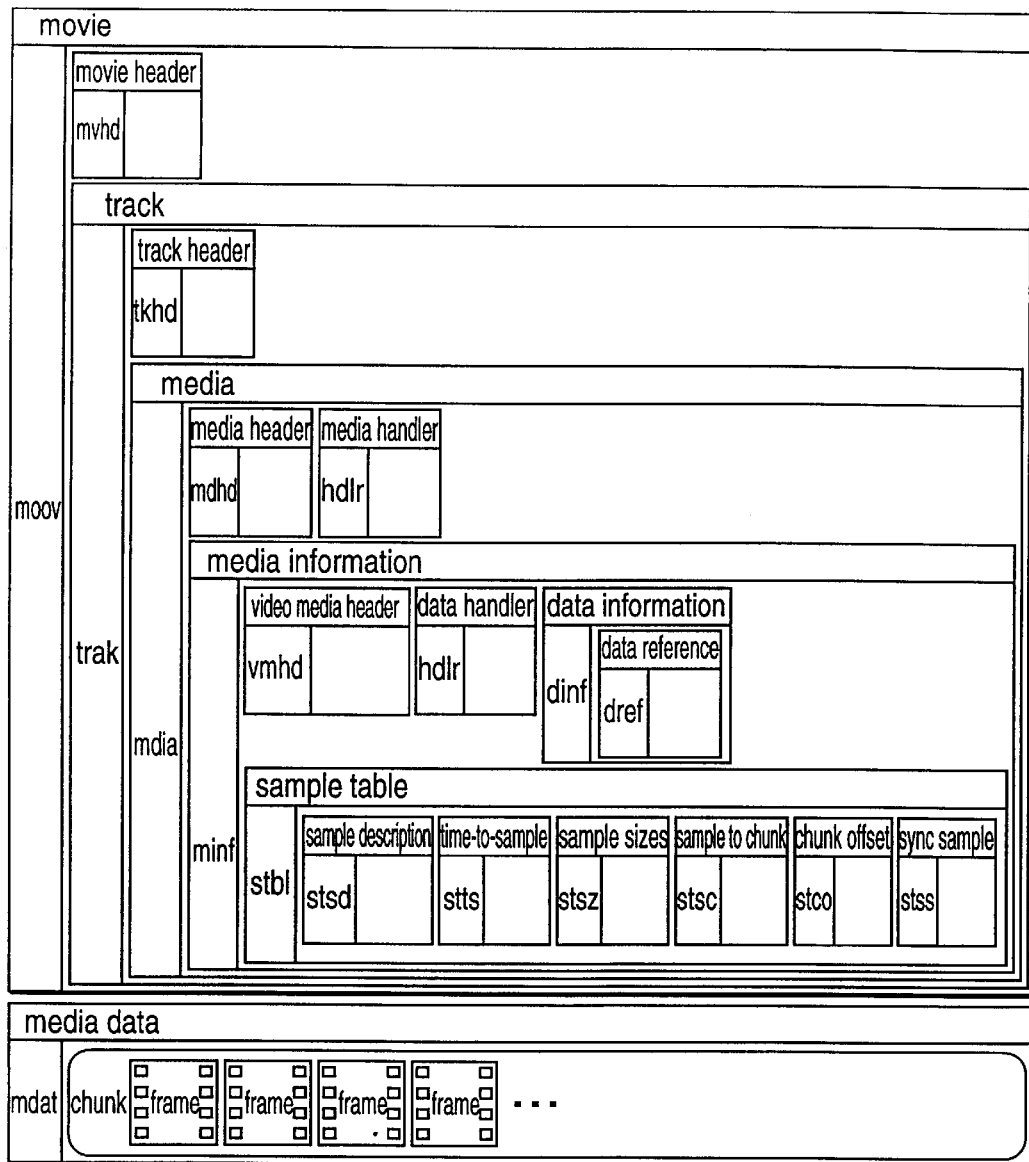 movie
movie header
mvhd
track
track header
tkhd
media
media header media handler
mdhd hdlr
moov
media information
video media header data handler data information
data reference
trak
vmhd hdlr dinf
dref
mdia
sample table
sample description time-to-sample sample sizes sample to chunk chunk offset sync sample
minf
stbl stsd stts stsz stsc stco stss
media data
mdat chunk frame frame frame frame ...